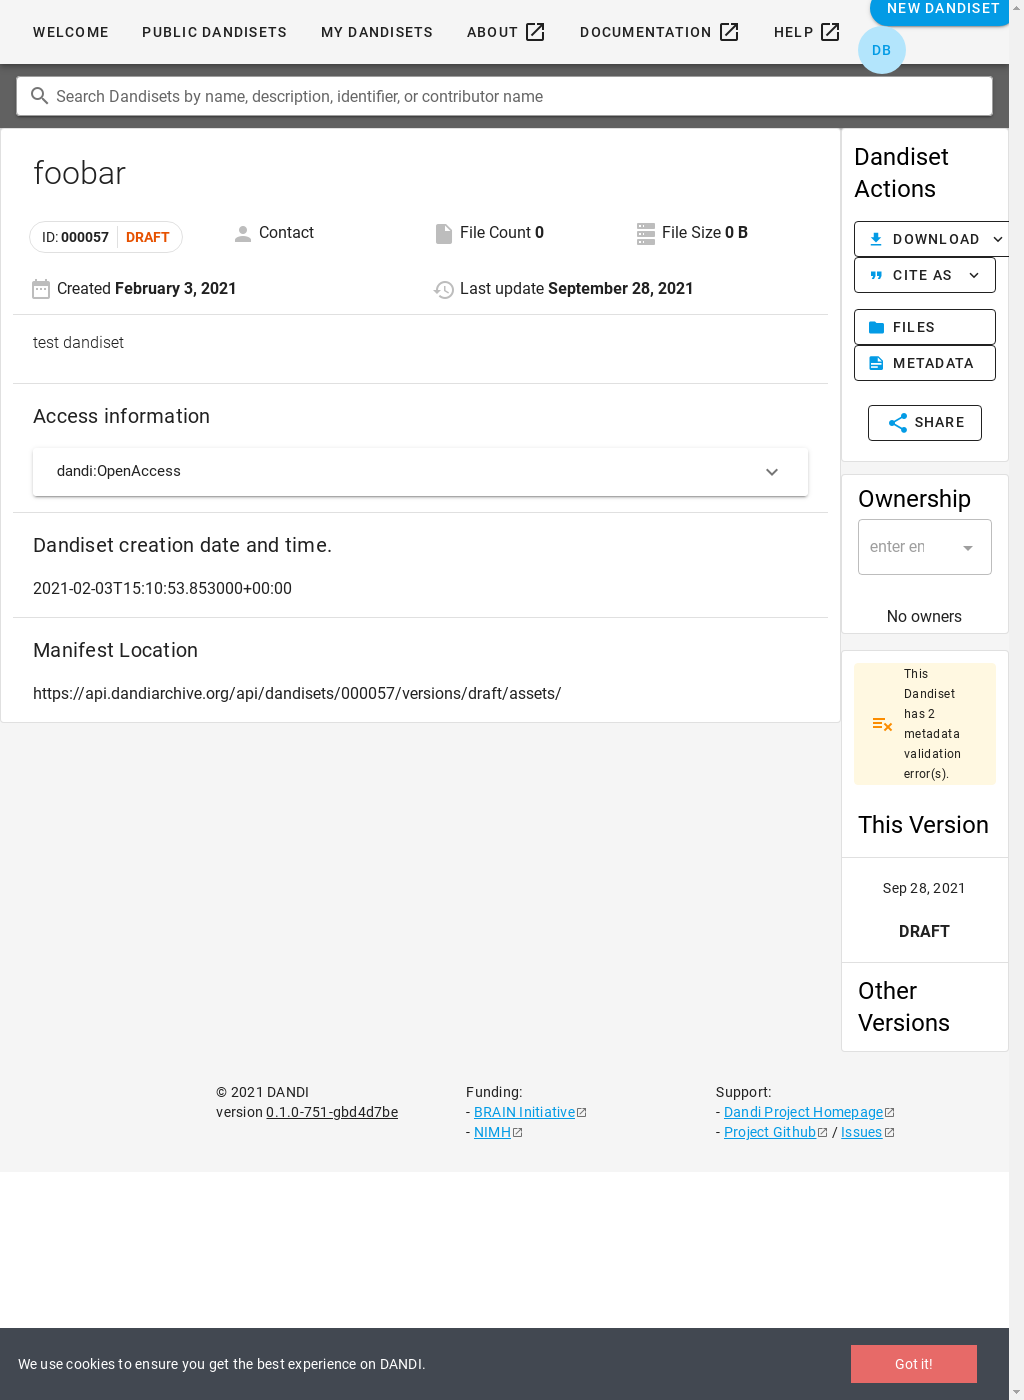 WELCOME PUBLIC DANDISETS MY DANDISETS ABOUT DOCUMENTATION HELP NEW DANDISET
DB
Search Dandisets by name, description, identifier, or contributor name
foobar
ID: 000057 DRAFT
Contact
File Count 0
File Size 0 B
Created February 3, 2021
Last update September 28, 2021
test dandiset
Access information
dandi:OpenAccess
Dandiset creation date and time.
2021-02-03T15:10:53.853000+00:00
Manifest Location
https://api.dandiarchive.org/api/dandisets/000057/versions/draft/assets/
Dandiset
Actions
DOWNLOAD
CITE AS
FILES
METADATA
SHARE
Ownership
enter en
No owners
This
Dandiset
has 2
metadata
validation
error(s).
This Version
Sep 28, 2021
DRAFT
Other
Versions
© 2021 DANDI
version 0.1.0-751-gbd4d7be
Funding:
- BRAIN Initiative
- NIMH
Support:
- Dandi Project Homepage
- Project Github / Issues
We use cookies to ensure you get the best experience on DANDI.
Got it!